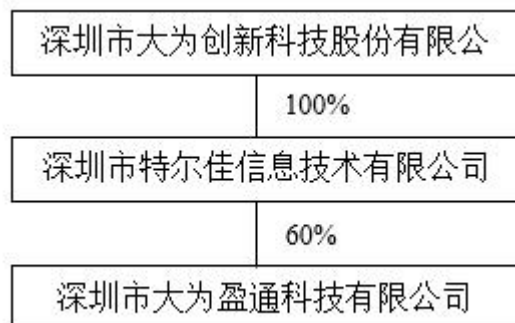 深圳市大为创新科技股份有限公
100%
深圳市特尔佳信息技术有限公司
60%
深圳市大为盈通科技有限公司